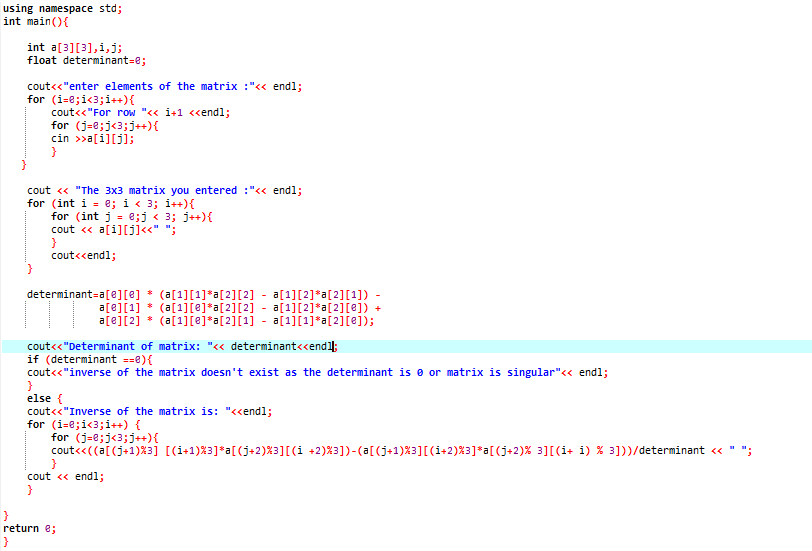 using namespace std;
int main(){
int a[3][3],i,j;
float determinant=0;
cout<<"enter elements of the matrix :"<< endl;
for (i=0;i<3;i++){
cout<<"For row "<< i+1 <<endl;
for (j=0;j<3;j++){
cin >>a[i][j];
}
}
cout << "The 3x3 matrix you entered :"<< endl;
for (int i = 0; i < 3; i++){
for (int j = 0;j < 3; j++){
cout << a[i][j]<<" ";
}
cout<<endl;
}
determinant=a[0][0] * (a[1][1]*a[2][2] - a[1][2]*a[2][1]) -
a[0][1] * (a[1][0]*a[2][2] - a[1][2]*a[2][0]) +
a[0][2] * (a[1][0]*a[2][1] - a[1][1]*a[2][0]);
cout<<"Determinant of matrix: "<< determinant<<endl;
if (determinant ==0){
cout<<"inverse of the matrix doesn't exist as the determinant is 0 or matrix is singular"<< endl;
}
else {
cout<<"Inverse of the matrix is: "<<endl;
for (i=0;i<3;i++) {
for (j=0;j<3;j++){
cout<<((a[(j+1)%3] [(i+1)%3]*a[(j+2)%3][(i +2)%3])-(a[(j+1)%3][(i+2)%3]*a[(j+2)% 3][(i+ i) % 3]))/determinant << " ";
}
cout << endl;
}
}
return 0;
}